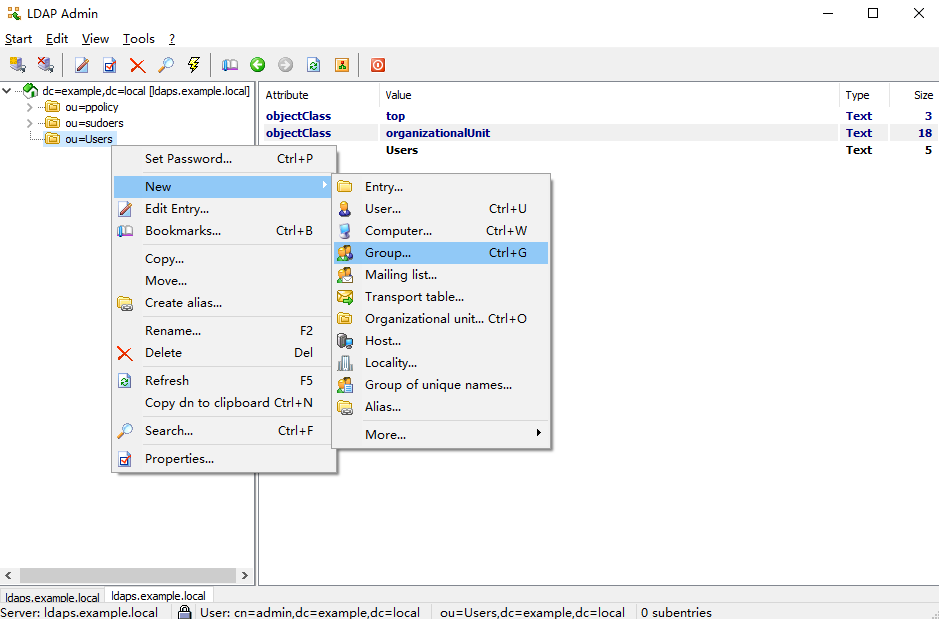 LDAP Admin
Start Edit View Tools ?
dc=example,dc=local [ldaps.example.local]
ou=ppolicy
ou=sudoers
ou=Users
Attribute Value Type Size
objectClass top Text 3
objectClass organizationalUnit Text 18
Users Text 5
Set Password... Ctrl+P
New
Edit Entry...
Bookmarks... Ctrl+B
Copy...
Move...
Create alias...
Rename... F2
Delete Del
Refresh F5
Copy dn to clipboard Ctrl+N
Search... Ctrl+F
Properties...
Entry...
User... Ctrl+U
Computer... Ctrl+W
Group... Ctrl+G
Mailing list...
Transport table...
Organizational unit... Ctrl+O
Host...
Locality...
Group of unique names...
Alias...
More...
ldaps.example.local ldaps.example.local
Server: ldaps.example.local User: cn=admin,dc=example,dc=local ou=Users,dc=example,dc=local 0 subentries